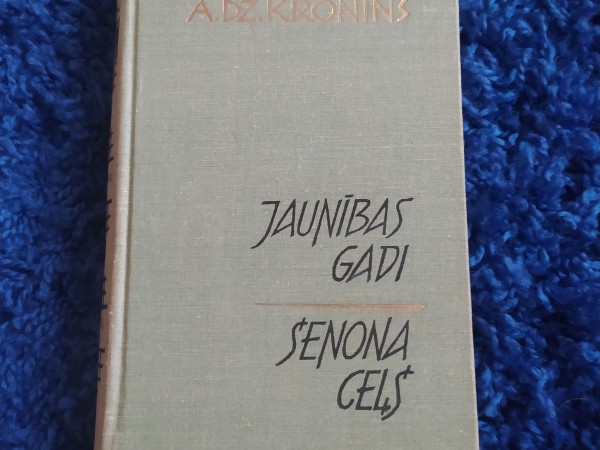 A.DŽ.KRONINS
JAUNĪBAS
GADI
ŠENONA
CEĻŠ